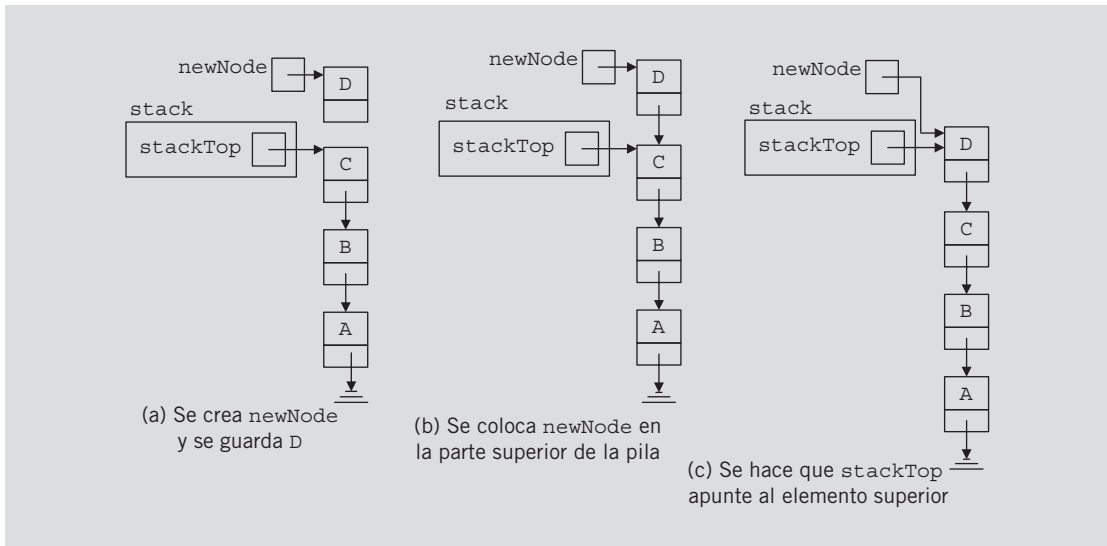 newNode
D
stack
stackTop
C
B
A
(a) Se crea newNode
y se guarda D
newNode
D
stack
stackTop
C
B
A
(b) Se coloca newNode en
la parte superior de la pila
newNode
stack
stackTop
D
C
B
A
(c) Se hace que stackTop
apunte al elemento superior